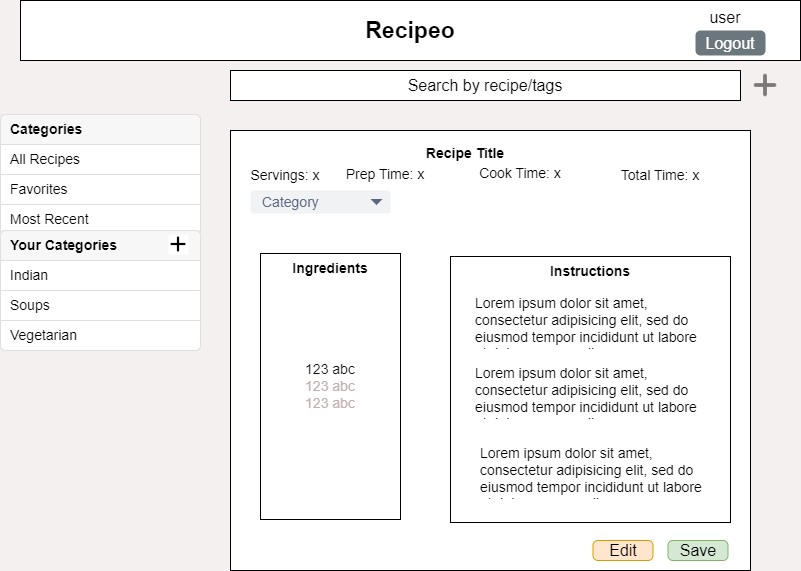 Recipeo
user
Logout
Search by recipe/tags
Categories
All Recipes
Favorites
Most Recent
Your Categories
Indian
Soups
Vegetarian
Recipe Title
Servings: x
Prep Time: x
Cook Time: x
Total Time: x
Category
Ingredients
123 abc
123 abc
123 abc
Instructions
Lorem ipsum dolor sit amet,
consectetur adipisicing elit, sed do
eiusmod tempor incididunt ut labore
Lorem ipsum dolor sit amet,
consectetur adipisicing elit, sed do
eiusmod tempor incididunt ut labore
Lorem ipsum dolor sit amet,
consectetur adipisicing elit, sed do
eiusmod tempor incididunt ut labore
Edit
Save